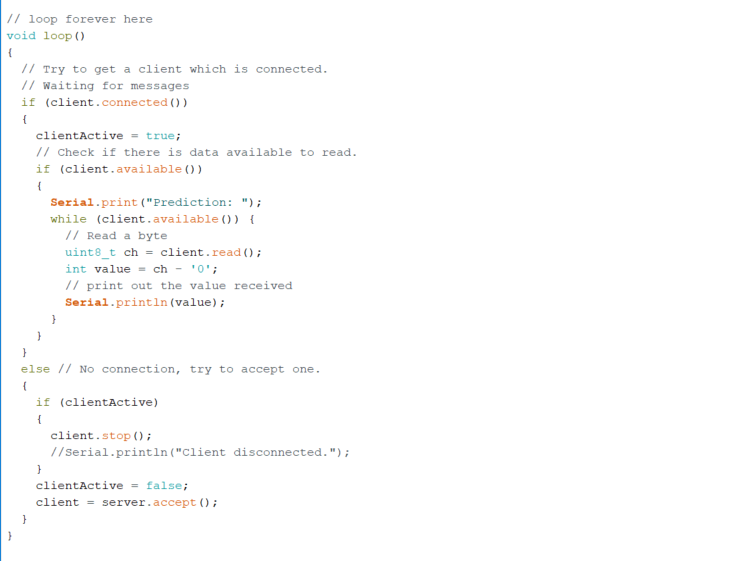 // loop forever here
void loop()
{
  // Try to get a client which is connected.
  // Waiting for messages
  if (client.connected())
  {
    clientActive = true;
    // Check if there is data available to read.
    if (client.available())
    {
      Serial.print("Prediction: ");
      while (client.available()) {
        // Read a byte
        uint8_t ch = client.read();
        int value = ch - '0';
        // print out the value received
        Serial.println(value);
      }
    }
  }
  else // No connection, try to accept one.
  {
    if (clientActive)
    {
      client.stop();
      //Serial.println("Client disconnected.");
    }
    clientActive = false;
    client = server.accept();
  }
}